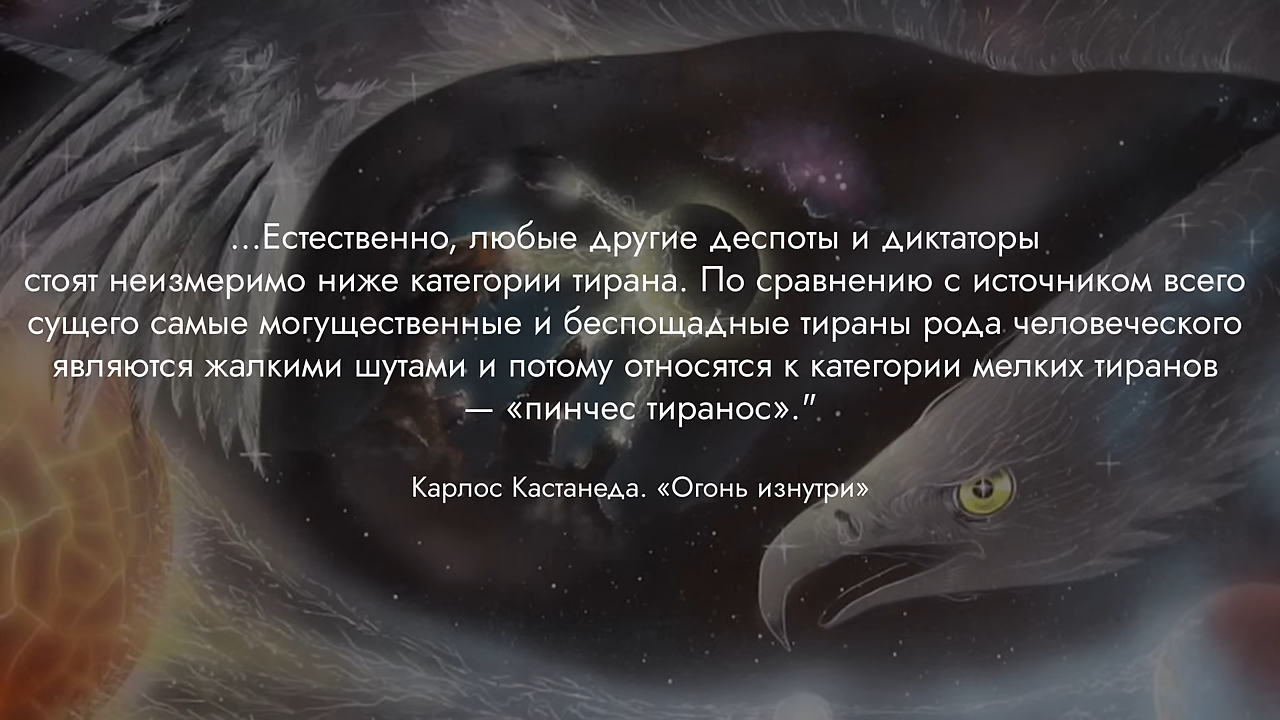 ...Естественно, любые другие деспоты и диктаторы
стоят неизмеримо ниже категории тирана. По сравнению с источником всего
сущего самые могущественные и беспощадные тираны рода человеческого
являются жалкими шутами и потому относятся к категории мелких тиранов
— «пинчес тиранос»."
Карлос Кастанеда. «Огонь изнутри»